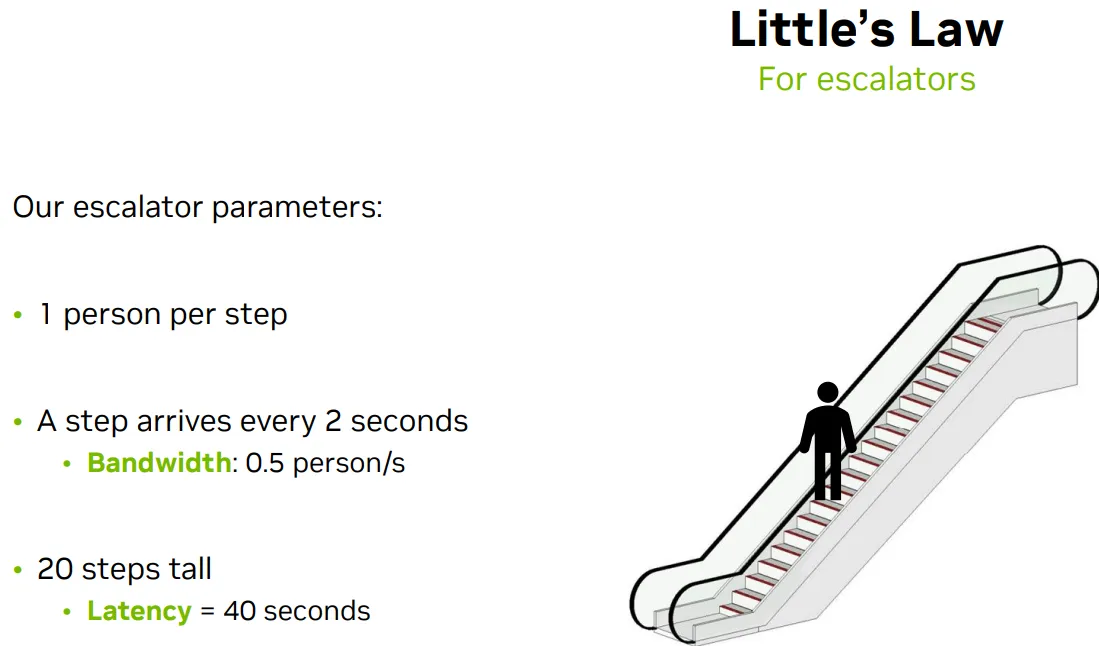 Little’s Law
For escalators
Our escalator parameters:
• 1 person per step
• A step arrives every 2 seconds
• Bandwidth: 0.5 person/s
• 20 steps tall
• Latency = 40 seconds